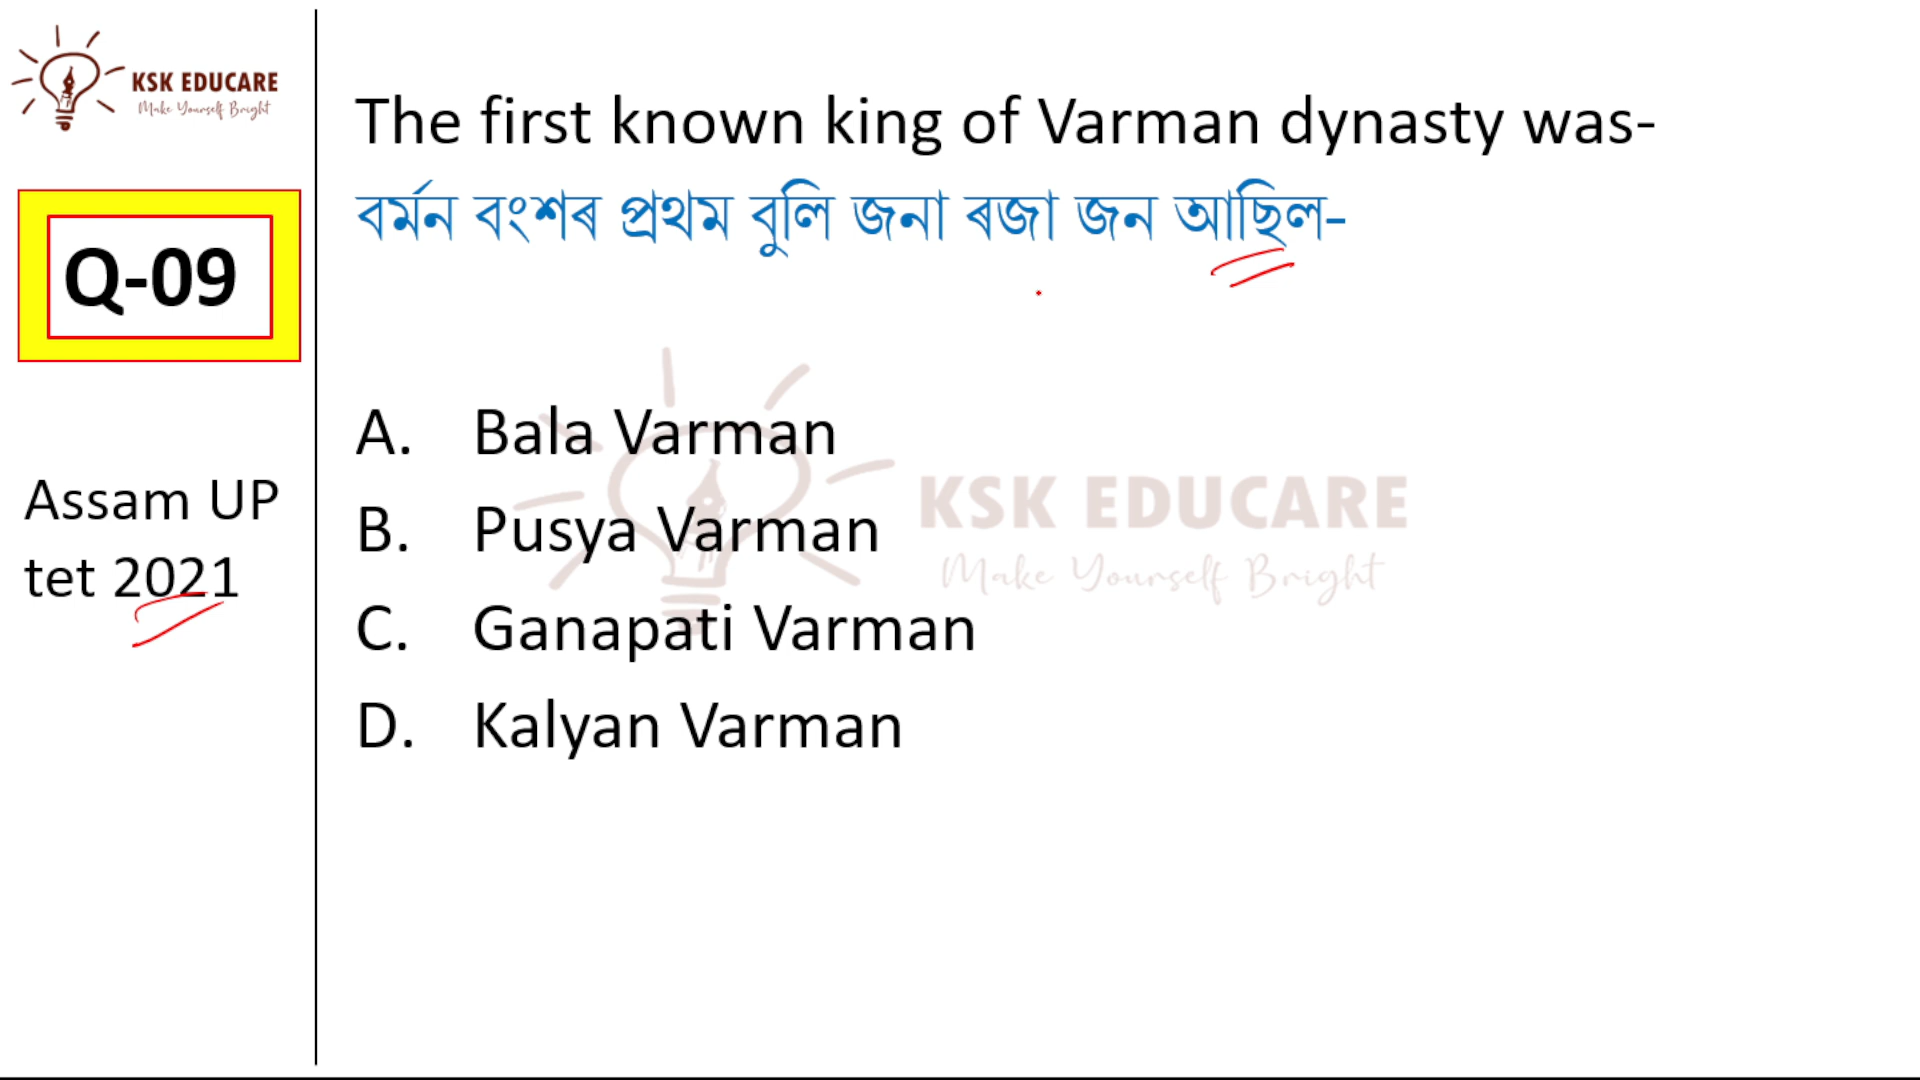 KSK EDUCARE
Make Yourself Bright
Q-09
Assam UP
tet 2021
The first known king of Varman dynasty was-
বৰ্মন বংশৰ প্ৰথম বুলি জনা ৰজা জন আছিল-
A. Bala Varman
B. Pusya Varman
C. Ganapati Varman
D. Kalyan Varman
KSK EDUCARE
Make Yourself Bright